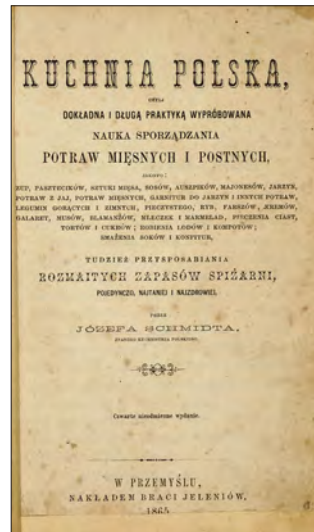 KUCHNIA POLSKA,
czyli
DOKŁADNA I DŁUGĄ PRAKTYKĄ WYPRÓBOWANA
NAUKA SPORZĄDZANIA
POTRAW MIĘSNYCH I POSTNYCH,
ZUP, PASZTECIKÓW, SZTUKI MIĘSA, SOSÓW, AUSZPIKÓW, MAJONESÓW, JARZYN,
POTRAW Z JAJ, POTRAW MIĘSNYCH, GARNITUR DO JARZYN I INNYCH POTRAW,
LEGUMIN GORĄCYCH I ZIMNYCH, PIECZYSTEGO, RYB, FARSZÓW, KREMÓW,
GALARET, MUSÓW, BLAMANŻÓW, MLECZEK I MARMELAD, PIECZENIA CIAST,
TORTÓW I CUKRÓW; ROBIENIA LODÓW I KOMPOTÓW;
SMAŻENIA SOKÓW I KONFITUR,
TUDZIEŻ PRZYSPOSABIANIA
ROZMAITYCH ZAPASÓW SPIŻARNI,
POJEDYNCZO, NAJTANIEJ I NAJZDROWIEJ,
PRZEZ
JÓZEFA SCHMIDTA,
Czwarte nieodmienne wydanie.
W PRZEMYŚLU,
NAKŁADEM BRACI JELENIÓW,
1865